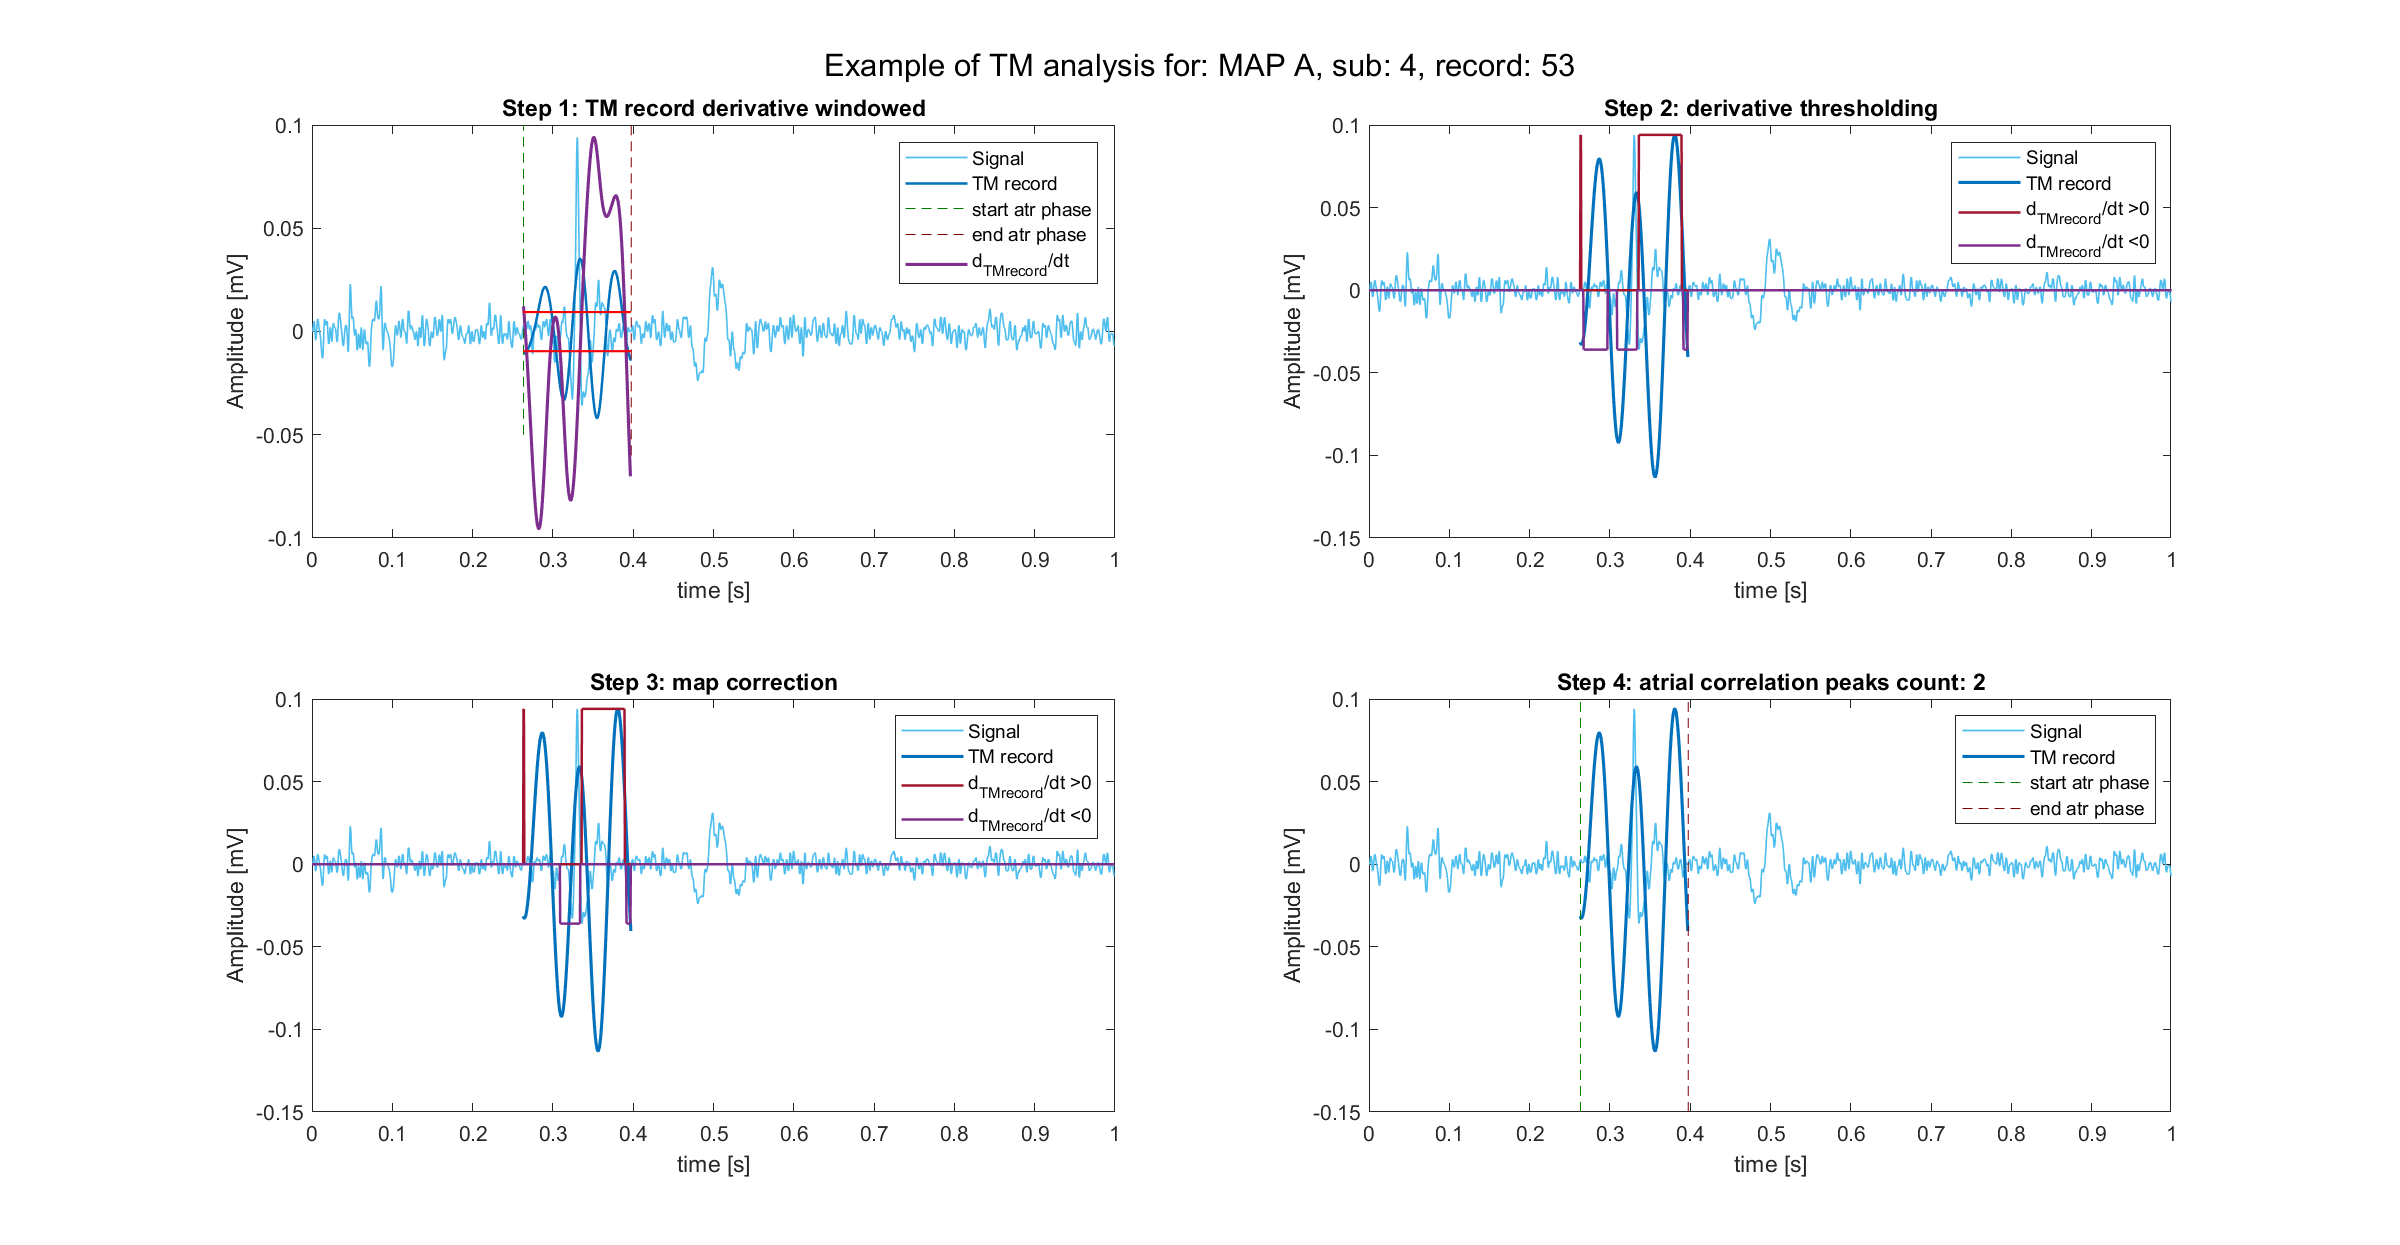 Example of TM analysis for: MAP A, sub: 4, record: 53
Step 1: TM record derivative windowed
0.1
0.05
0
-0.05
-0.1
Amplitude [mV]
0 0.1 0.2 0.3 0.4 0.5 0.6 0.7 0.8 0.9 1
time [s]
Signal
TM record
start atr phase
end atr phase
dTMrecord/dt
Step 2: derivative thresholding
0.1
0.05
0
-0.05
-0.1
-0.15
Amplitude [mV]
0 0.1 0.2 0.3 0.4 0.5 0.6 0.7 0.8 0.9 1
time [s]
Signal
TM record
dTMrecord/dt >0
dTMrecord/dt <0
Step 3: map correction
0.1
0.05
0
-0.05
-0.1
-0.15
Amplitude [mV]
0 0.1 0.2 0.3 0.4 0.5 0.6 0.7 0.8 0.9 1
time [s]
Signal
TM record
dTMrecord/dt >0
dTMrecord/dt <0
Step 4: atrial correlation peaks count: 2
0.1
0.05
0
-0.05
-0.1
-0.15
Amplitude [mV]
0 0.1 0.2 0.3 0.4 0.5 0.6 0.7 0.8 0.9 1
time [s]
Signal
TM record
start atr phase
end atr phase